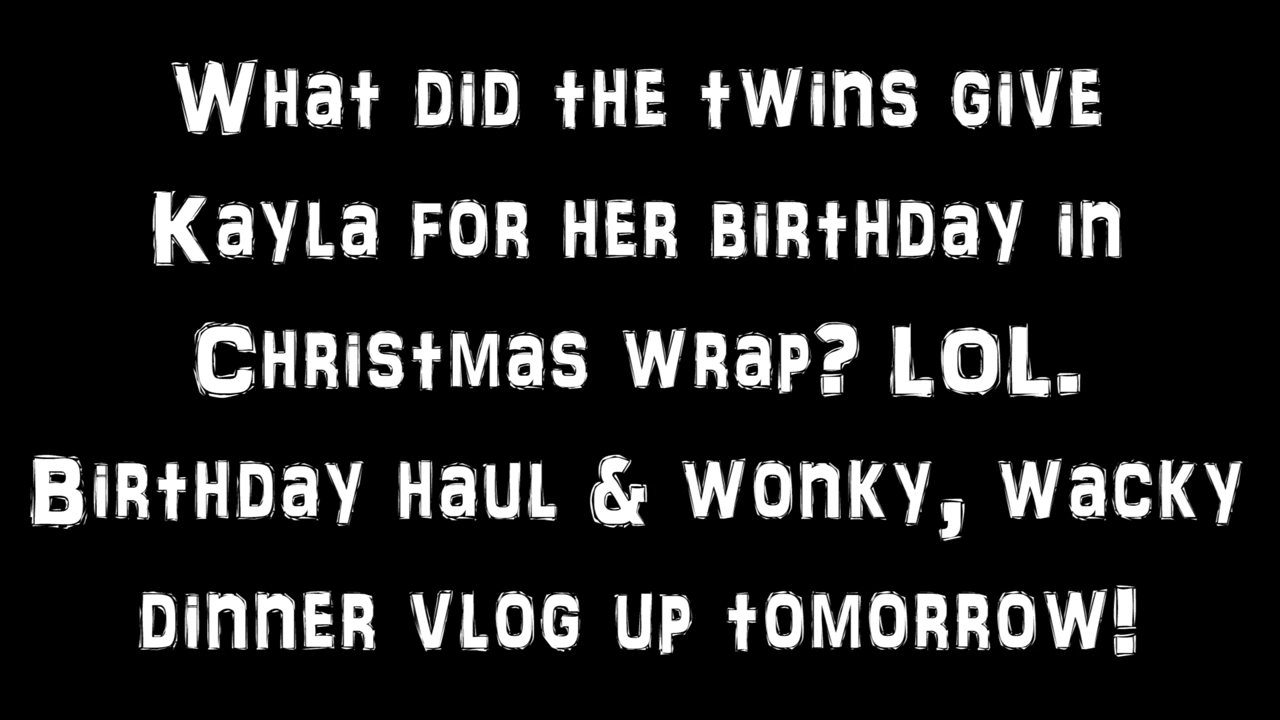 What did the twins give
Kayla for her birthday in
Christmas wrap? LOL.
Birthday haul & wonky, wacky
dinner vlog up tomorrow!